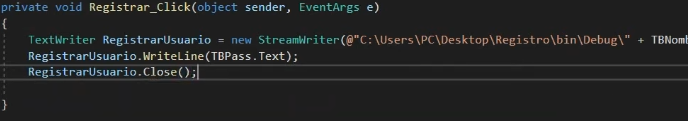 private void Registrar_Click(object sender, EventArgs e)
{
TextWriter RegistrarUsuario = new StreamWriter(@"C:\Users\PC\Desktop\Registro\bin\Debug\" + TBNomb
RegistrarUsuario.WriteLine(TBPass.Text);
RegistrarUsuario.Close();
}